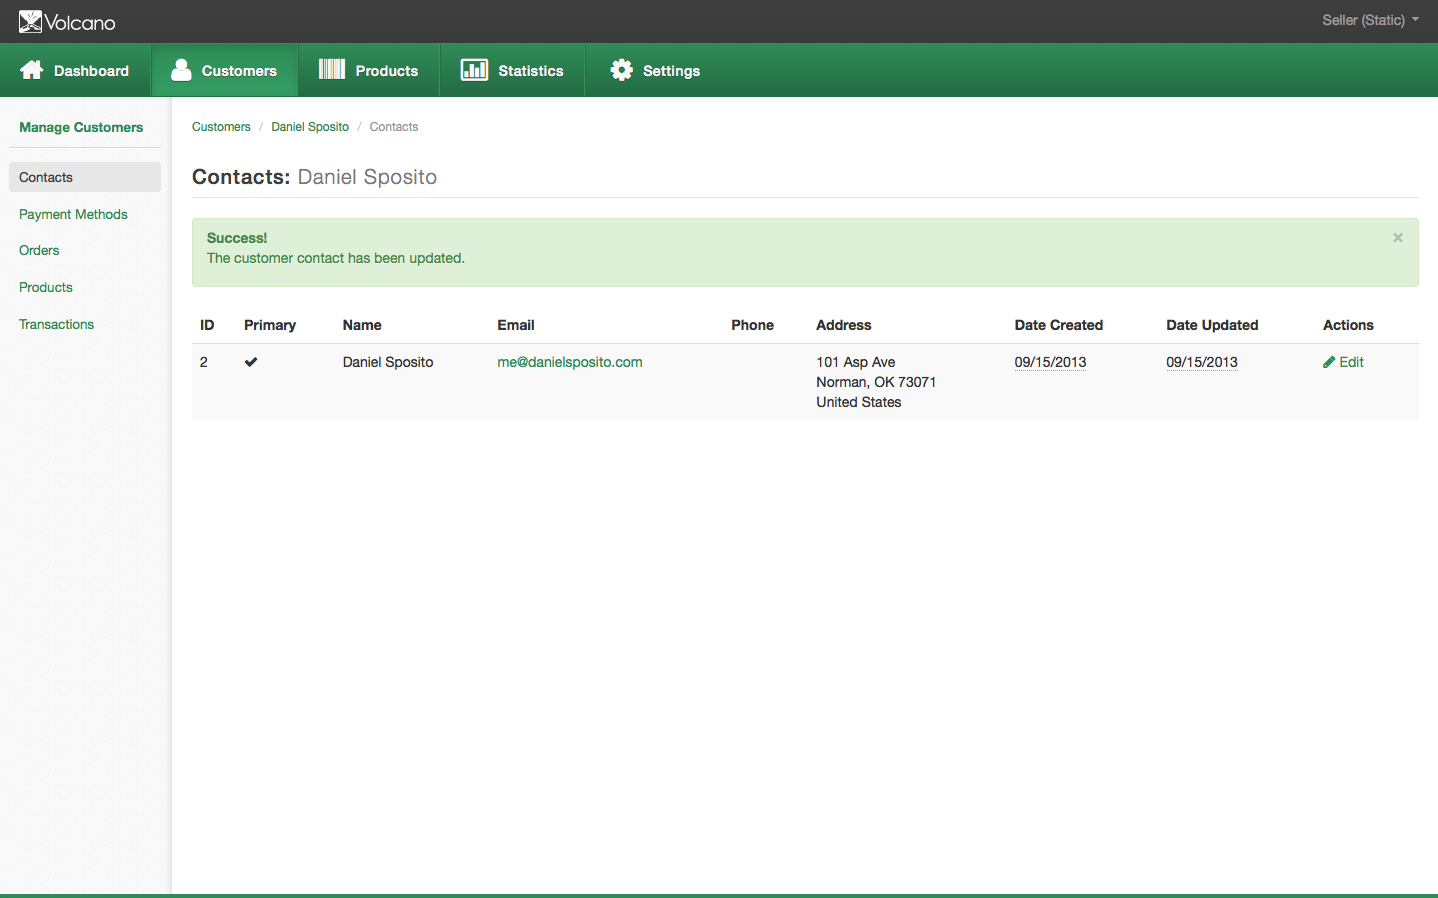 Volcano
Seller (Static)
Dashboard
Customers
Products
Statistics
Settings
Manage Customers
Contacts
Payment Methods
Orders
Products
Transactions
Customers / Daniel Sposito / Contacts
Contacts: Daniel Sposito
Success!
×
The customer contact has been updated.
ID Primary Name Email Phone Address Date Created Date Updated Actions
2 ✔ Daniel Sposito me@danielsposito.com 101 Asp Ave 09/15/2013 09/15/2013 Edit
Norman, OK 73071
United States